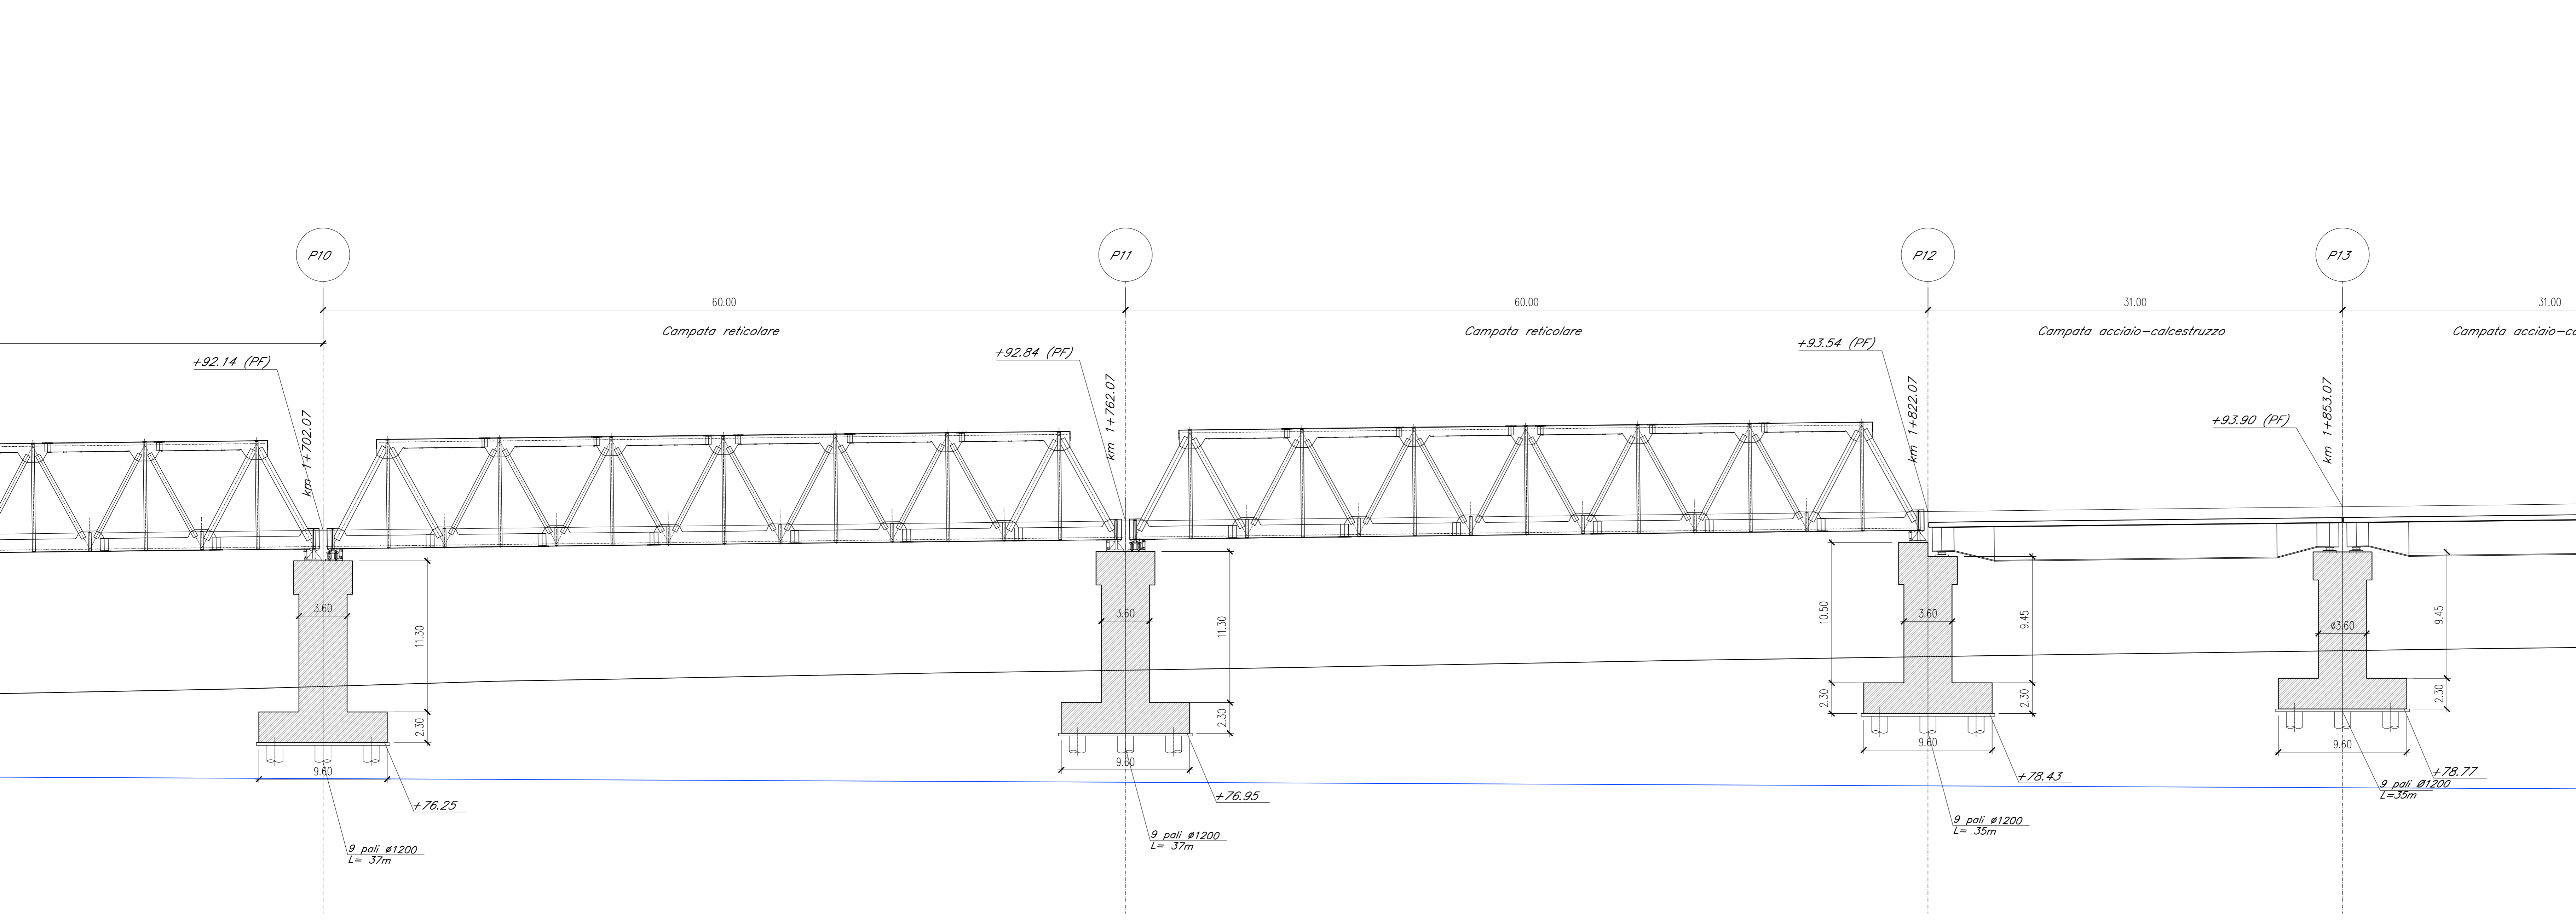 P10
P11
P12
P13
60.00
60.00
31.00
31.00
Campata reticolare
Campata reticolare
Campata acciaio-calcestruzzo
Campata acciaio-ca
+92.14 (PF)
+92.84 (PF)
+93.54 (PF)
+93.90 (PF)
km 1+702.07
km 1+762.07
km 1+822.07
km 1+853.07
3.60
11.30
2.30
9.60
+76.25
9 pali ø1200
L= 37m
3.60
11.30
2.30
9.60
+76.95
9 pali ø1200
L= 37m
10.50
2.30
3.60
9.45
2.30
9.60
+78.43
9 pali ø1200
L= 35m
ø3.60
9.45
2.30
9.60
+78.77
9 pali Ø1200
L=35m